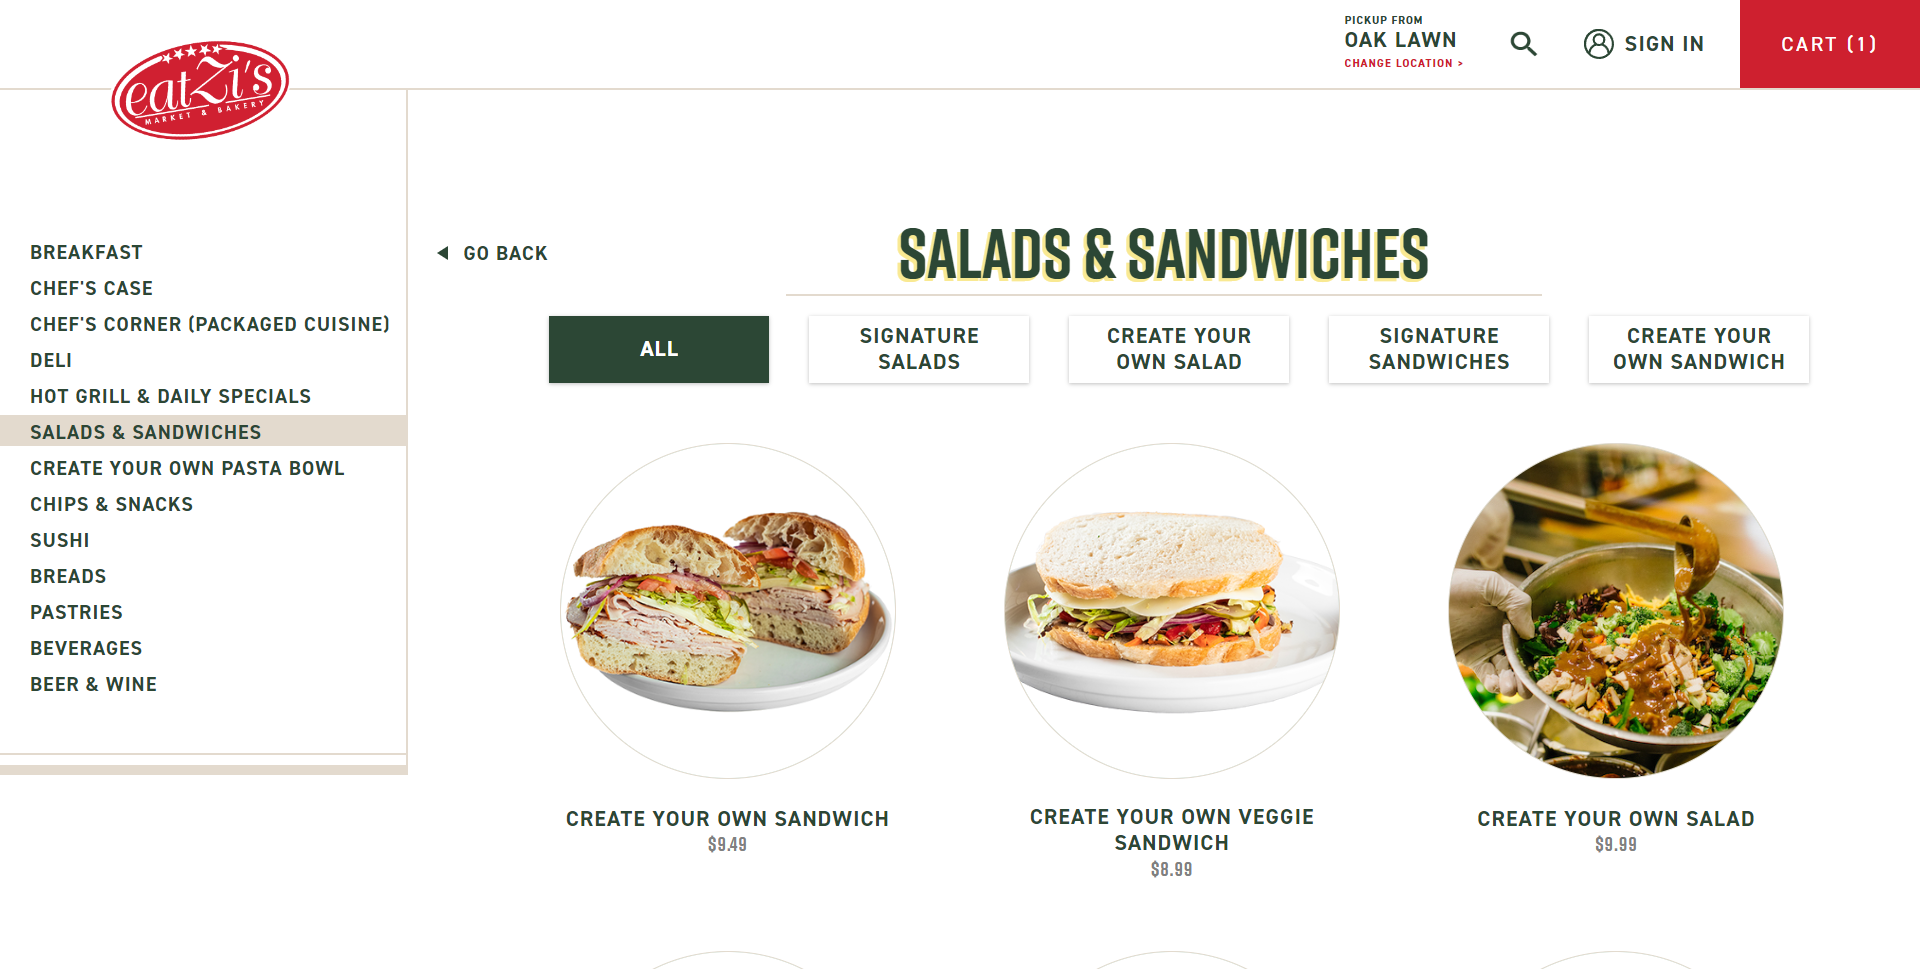 eatZi's
MARKET & BAKERY
PICKUP FROM
OAK LAWN
CHANGE LOCATION >
SIGN IN
CART (1)
BREAKFAST
CHEF'S CASE
CHEF'S CORNER (PACKAGED CUISINE)
DELI
HOT GRILL & DAILY SPECIALS
SALADS & SANDWICHES
CREATE YOUR OWN PASTA BOWL
CHIPS & SNACKS
SUSHI
BREADS
PASTRIES
BEVERAGES
BEER & WINE
GO BACK
SALADS & SANDWICHES
ALL
SIGNATURE
SALADS
CREATE YOUR
OWN SALAD
SIGNATURE
SANDWICHES
CREATE YOUR
OWN SANDWICH
CREATE YOUR OWN SANDWICH
$9.49
CREATE YOUR OWN VEGGIE
SANDWICH
$8.99
CREATE YOUR OWN SALAD
$9.99